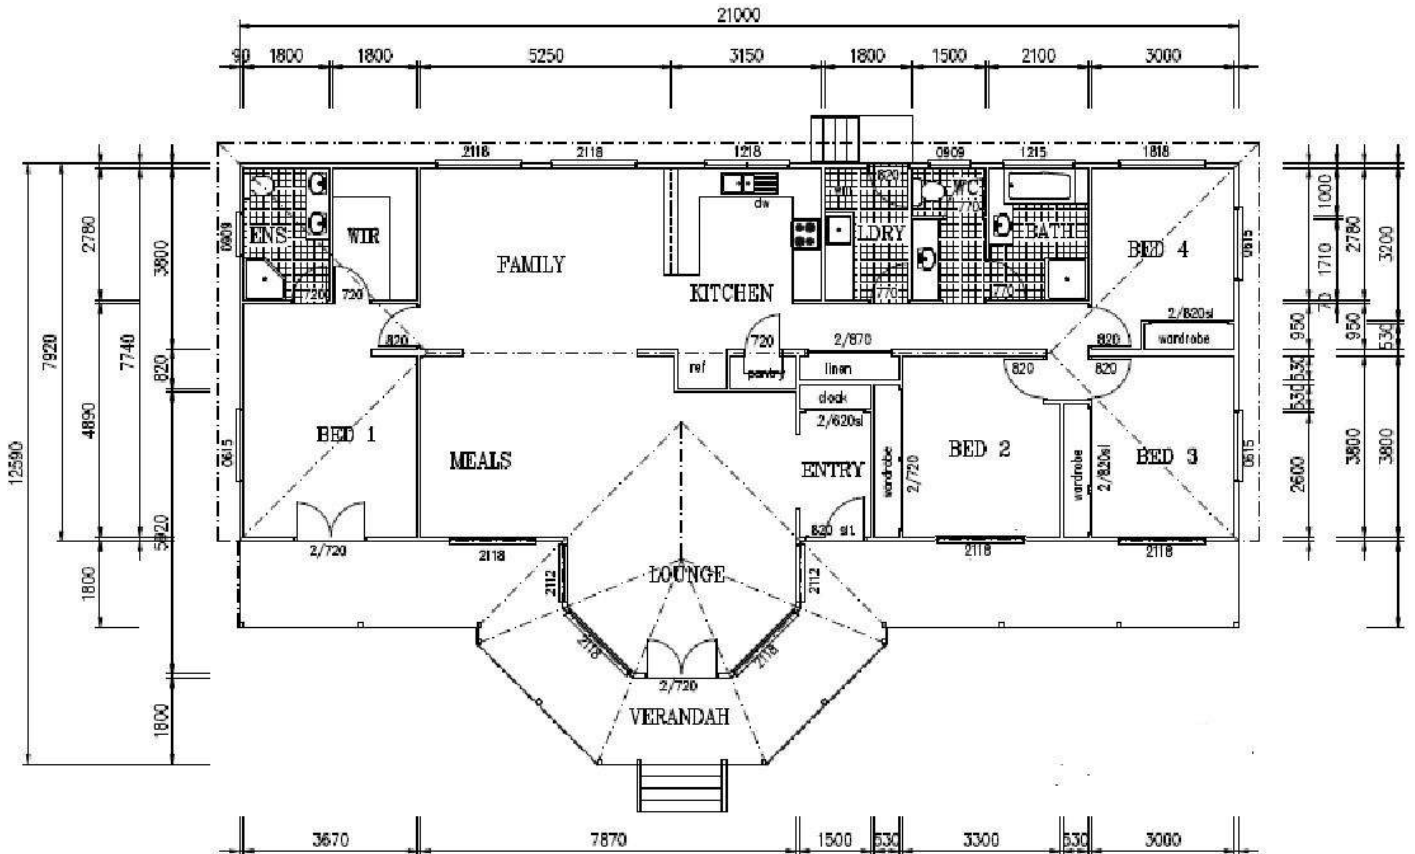 21000
90 1800 1800 5250 3150 1800 1500 2100 3000
2118 2118 1218 0909 1215 1818
820
wm
WC
770
dw
ENS
WIR
LDRY
BATH
0909
FAMILY
BED 4
0615
KITCHEN
720 720
770 770
2/820sl
820
720
2/870
820
wardrobe
ref
pantry
linen
820 820
cloak
2/620sl
BED 1
MEALS
ENTRY
wardrobe
2/720
BED 2
wardrobe
2/820sl
BED 3
0615
0615
820 slt
2/720
2118
2118
2118
2112
LOUNGE
2112
2118
2118
2/720
VERANDAH
12590
7920
2780
4890
1800
7740
3800
820
5920
1800
1000
1710
70
950
530
530
2600
2780
950
3800
3200
530
3800
3670 7870 1500 530 3300 530 3000